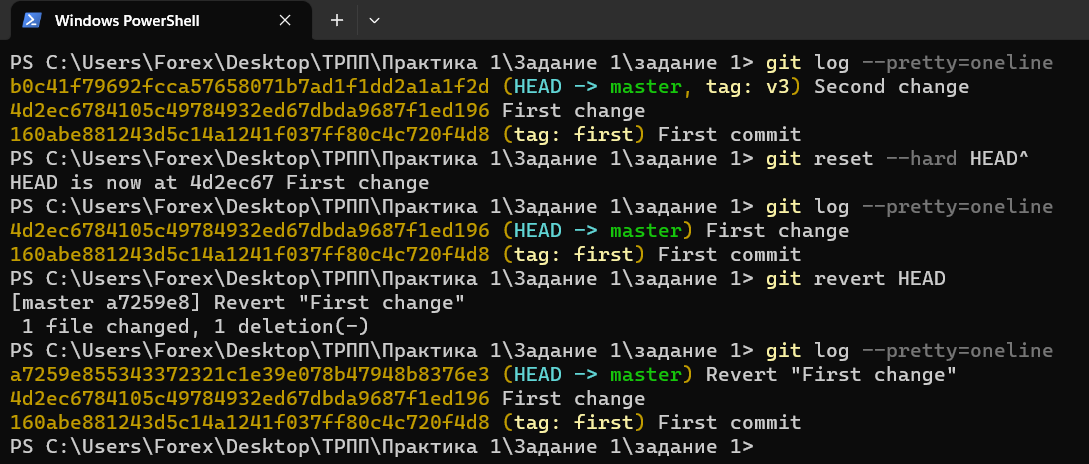 Windows PowerShell
PS C:\Users\Forex\Desktop\ТРПП\Практика 1\Задание 1\задание 1> git log --pretty=oneline
b0c41f79692fcca57658071b7ad1f1dd2a1a1f2d (HEAD -> master, tag: v3) Second change
4d2ec6784105c49784932ed67dbda9687f1ed196 First change
160abe881243d5c14a1241f037ff80c4c720f4d8 (tag: first) First commit
PS C:\Users\Forex\Desktop\ТРПП\Практика 1\Задание 1\задание 1> git reset --hard HEAD^
HEAD is now at 4d2ec67 First change
PS C:\Users\Forex\Desktop\ТРПП\Практика 1\Задание 1\задание 1> git log --pretty=oneline
4d2ec6784105c49784932ed67dbda9687f1ed196 (HEAD -> master) First change
160abe881243d5c14a1241f037ff80c4c720f4d8 (tag: first) First commit
PS C:\Users\Forex\Desktop\ТРПП\Практика 1\Задание 1\задание 1> git revert HEAD
[master a7259e8] Revert "First change"
 1 file changed, 1 deletion(-)
PS C:\Users\Forex\Desktop\ТРПП\Практика 1\Задание 1\задание 1> git log --pretty=oneline
a7259e855343372321c1e39e078b47948b8376e3 (HEAD -> master) Revert "First change"
4d2ec6784105c49784932ed67dbda9687f1ed196 First change
160abe881243d5c14a1241f037ff80c4c720f4d8 (tag: first) First commit
PS C:\Users\Forex\Desktop\ТРПП\Практика 1\Задание 1\задание 1>